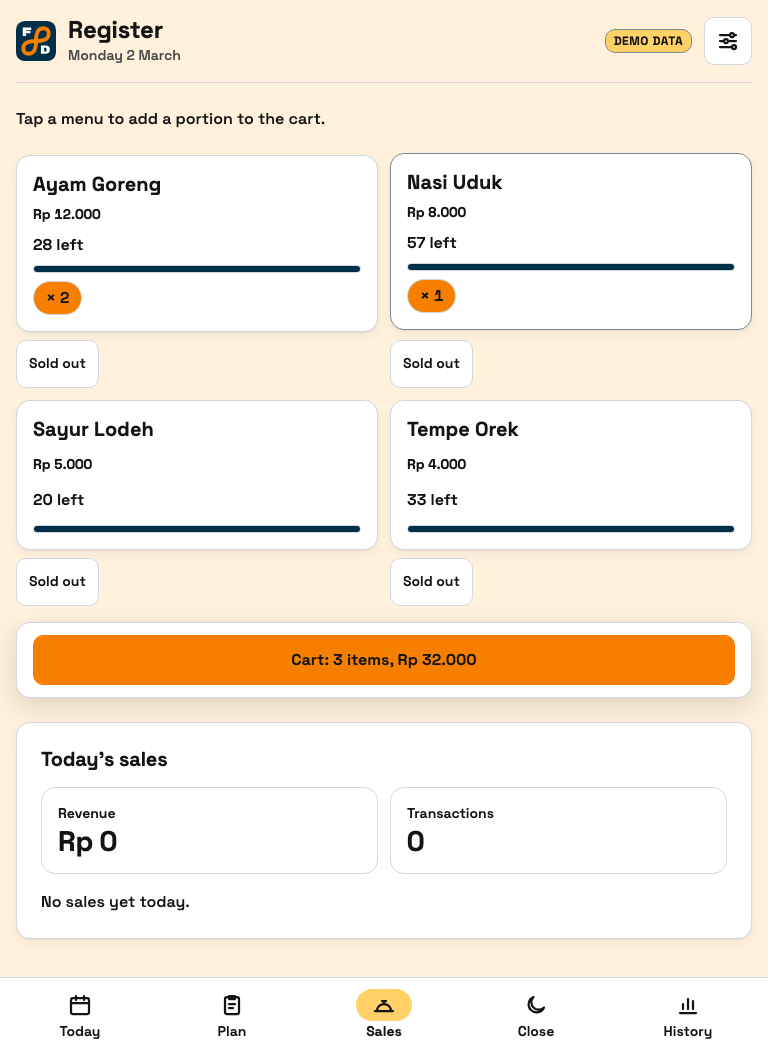 F
D
Register
Monday 2 March
DEMO DATA
Tap a menu to add a portion to the cart.
Ayam Goreng
Rp 12.000
28 left
× 2
Sold out
Nasi Uduk
Rp 8.000
57 left
× 1
Sold out
Sayur Lodeh
Rp 5.000
20 left
Sold out
Tempe Orek
Rp 4.000
33 left
Sold out
Cart: 3 items, Rp 32.000
Today's sales
Revenue
Rp 0
Transactions
0
No sales yet today.
Today
Plan
Sales
Close
History